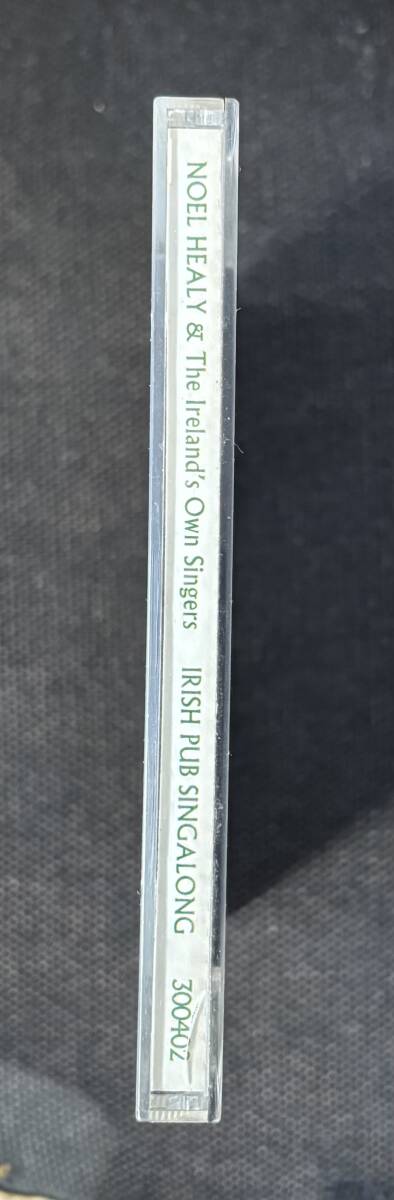 NOEL HEALY & The Ireland's Own Singers IRISH PUB SINGALONG 300402